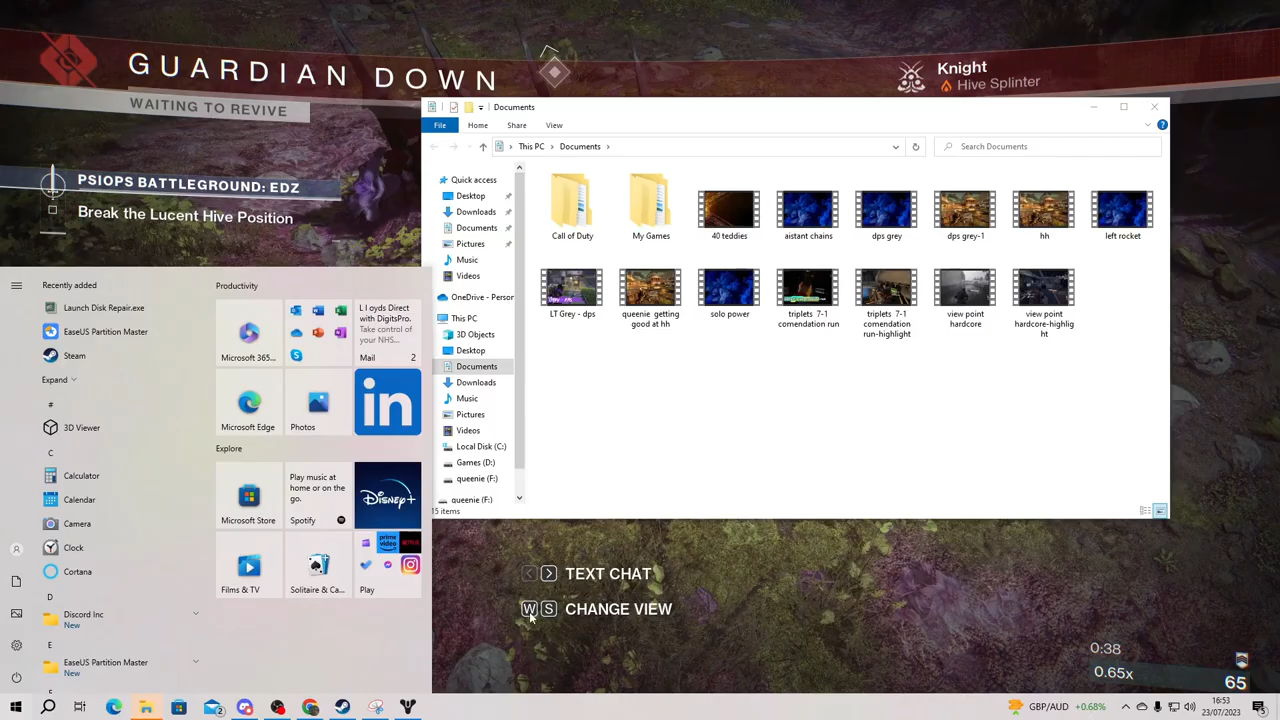 GUARDIAN DOWN
WAITING TO REVIVE
Knight
Hive Splinter
PSIOPS BATTLEGROUND: EDZ
Break the Lucent Hive Position
Documents
File Home Share View
This PC > Documents >
Search Documents
Quick access
Desktop
Downloads
Documents
Pictures
Music
Videos
OneDrive - Person
This PC
3D Objects
Desktop
Documents
Downloads
Music
Pictures
Videos
Local Disk (C:)
Games (D:)
queenie (F:)
queenie (F:)
15 items
Call of Duty
My Games
40 teddies
aistant chains
dps grey
dps grey-1
hh
left rocket
LT Grey - dps
queenie getting
good at hh
solo power
triplets 7-1
comendation run
triplets 7-1
comendation
run-highlight
view point
hardcore
view point
hardcore-highlig
ht
Recently added
Launch Disk Repair.exe
EaseUS Partition Master
Steam
Expand
#
3D Viewer
C
Calculator
Calendar
Camera
Clock
Cortana
D
Discord Inc
New
E
EaseUS Partition Master
New
Productivity
Microsoft 365...
L l oyds Direct
with DigitsPro.
Take control of
your NHS...
Mail 2
Microsoft Edge
Photos
in
Explore
Microsoft Store
Play music at
home or on the
go.
Spotify
Disney+
Films & TV
Solitaire & Ca...
prime
video
Play
< > TEXT CHAT
W S CHANGE VIEW
0:38
0.65x
65
2
GBP/AUD +0.68%
16:53
23/07/2023